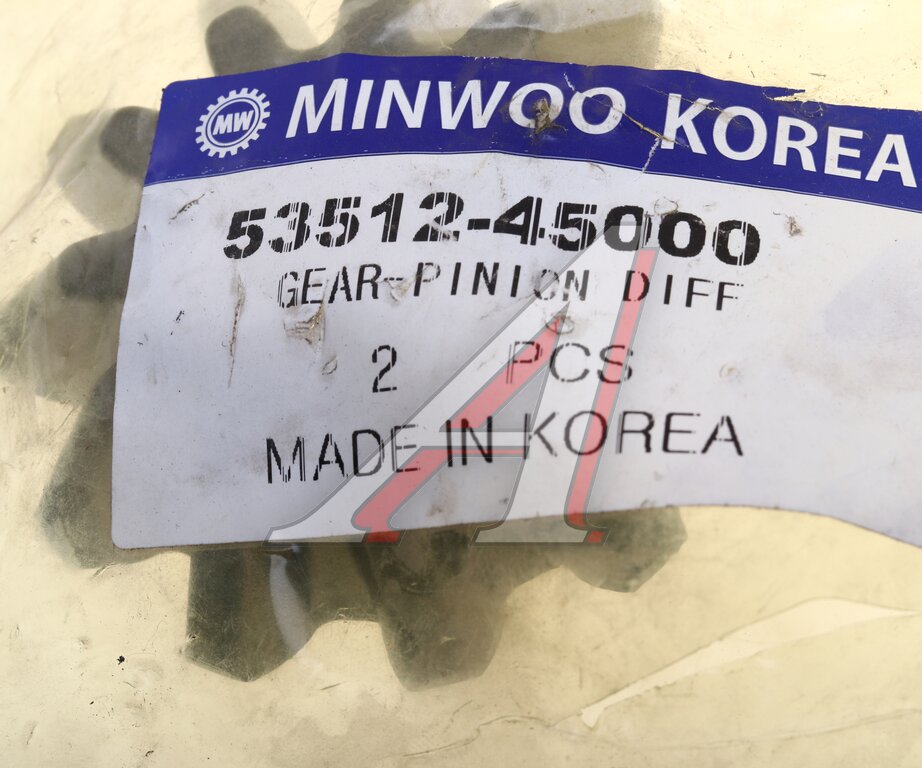 MW MINWOO KOREA
53512-45000
GEAR-PINION DIFF
2 PCS
MADE IN KOREA